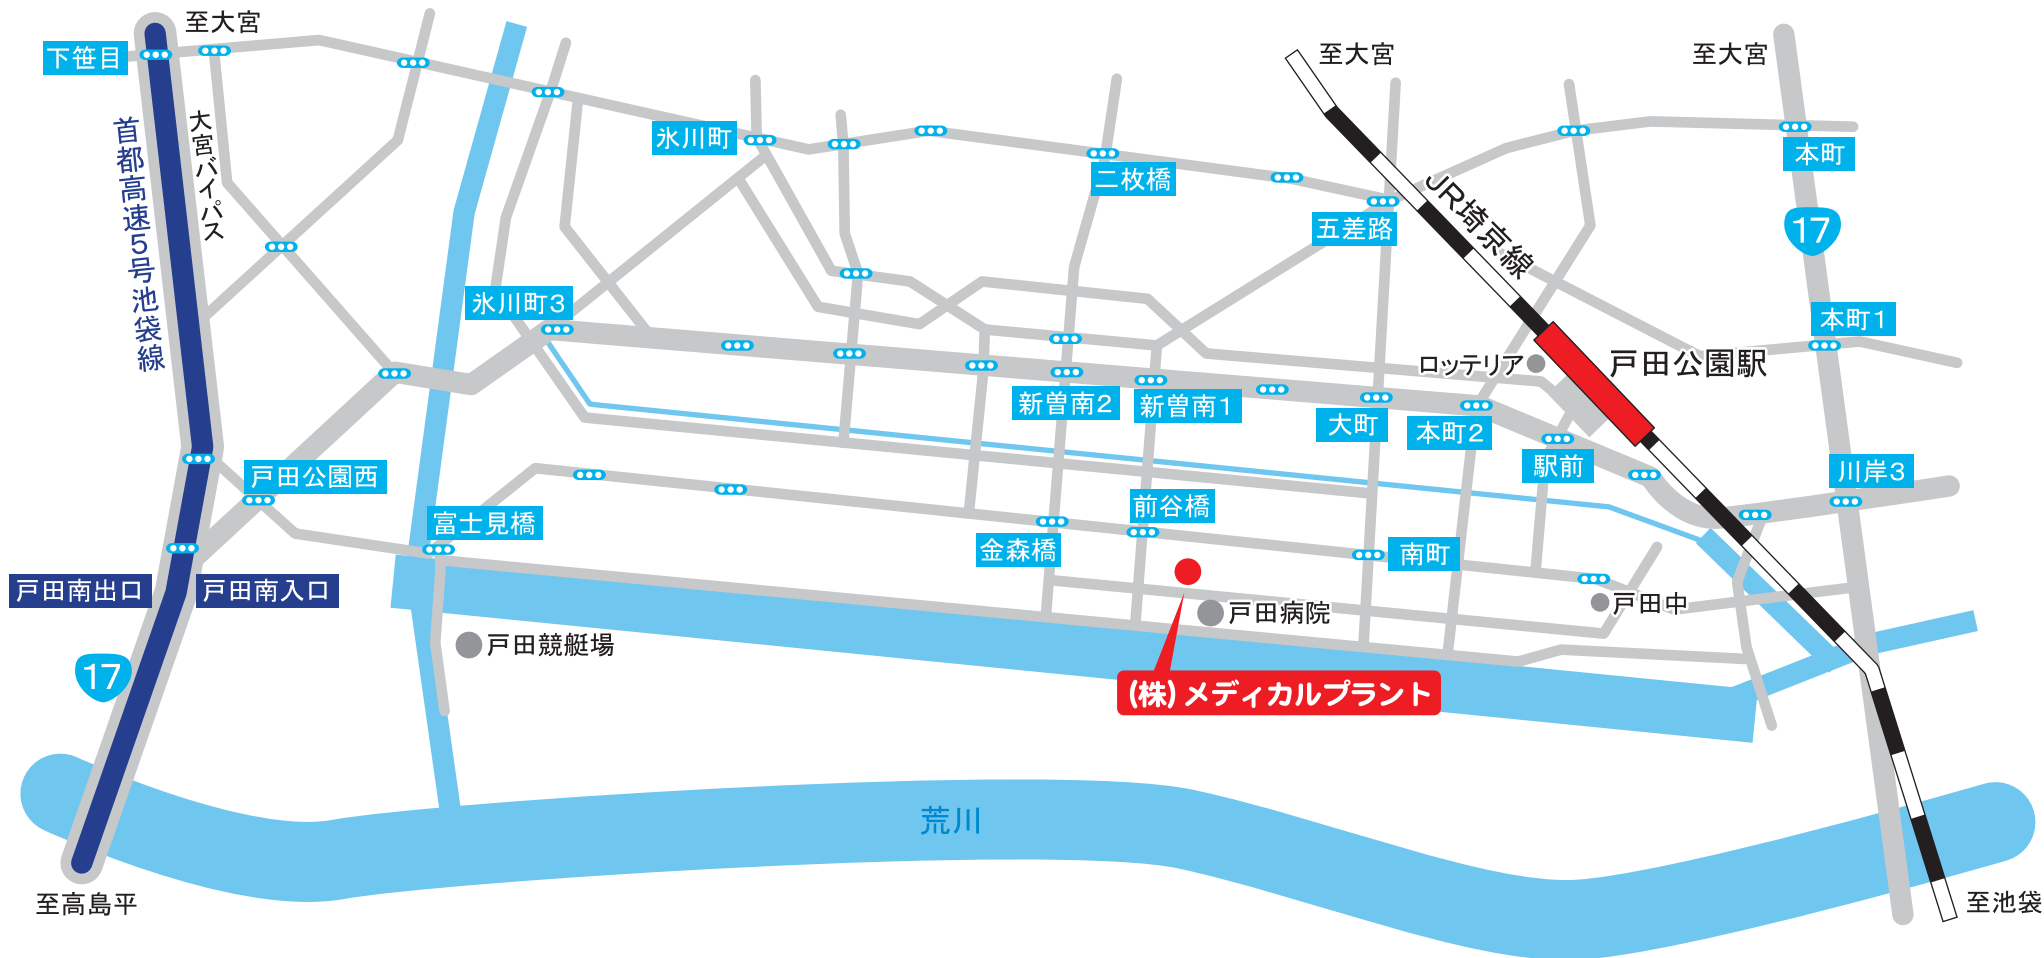 至大宮
下笹目
首都高速5号池袋線
大宮バイパス
氷川町
二枚橋
至大宮
至大宮
本町
17
五差路
JR埼京線
氷川町3
本町1
ロッテリア
戸田公園駅
新曽南2
新曽南1
大町
本町2
駅前
川岸3
戸田公園西
富士見橋
前谷橋
金森橋
南町
戸田南出口
戸田南入口
戸田病院
戸田中
戸田競艇場
17
(株)メディカルプラント
荒川
至高島平
至池袋